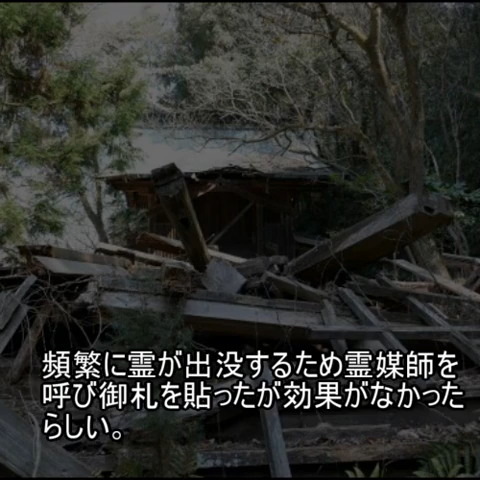 頻繁に霊が出没するため霊媒師を
呼び御札を貼ったが効果がなかった
らしい。